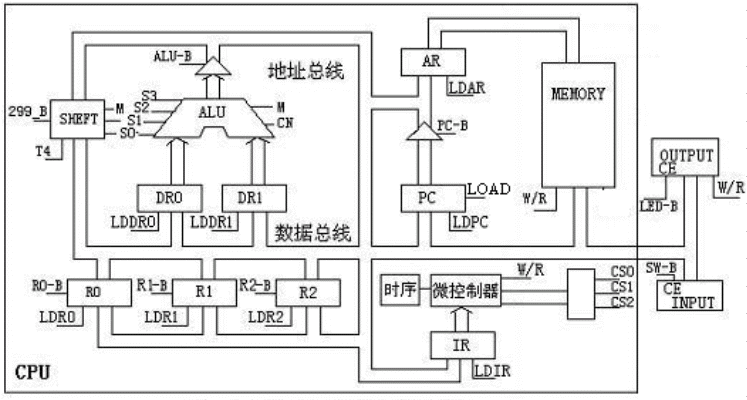 ALU-B
地址总线
AR
LDAR
MEMORY
299_B
SHEFT
M
S3
S2
S1
S0
ALU
M
CN
T4
PC-B
OUTPUT
CE
DR0
DR1
LDDR0
LDDR1
PC
LOAD
LDPC
W/R
LED-B
W/R
数据总线
R0-B
R0
R1-B
R1
R2-B
R2
LDR0
LDR1
LDR2
时序
微控制器
W/R
CS0
CS1
CS2
SW-B
CE
INPUT
IR
LDIR
CPU